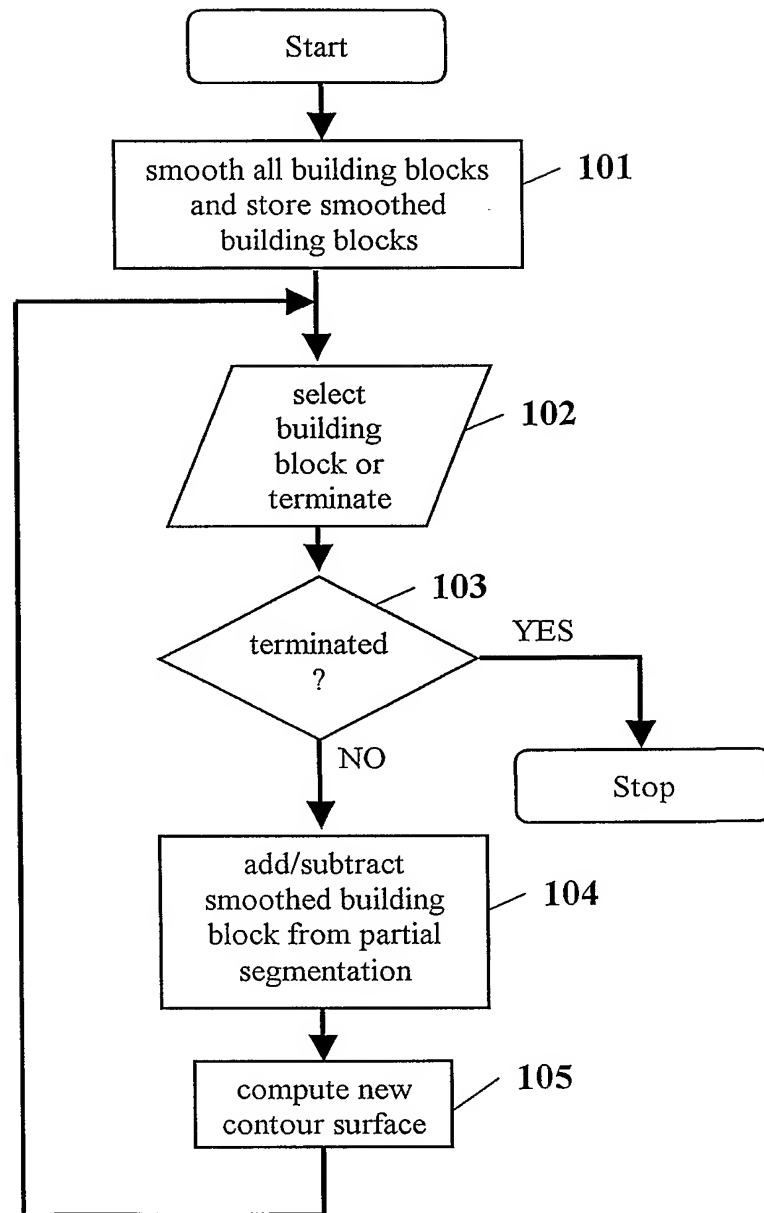 Start
smooth all building blocks
and store smoothed
building blocks
101
select
building
block or
terminate
102
103
terminated
?
YES
NO
Stop
add/subtract
smoothed building
block from partial
segmentation
104
compute new
contour surface
105